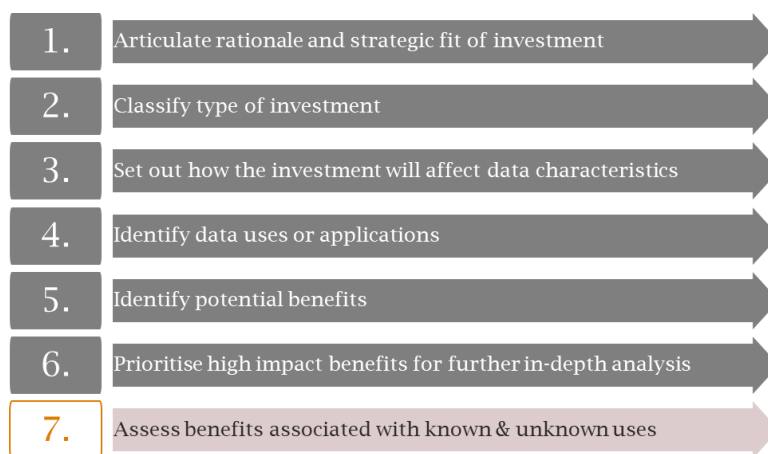 1. Articulate rationale and strategic fit of investment
2. Classify type of investment
3. Set out how the investment will affect data characteristics
4. Identify data uses or applications
5. Identify potential benefits
6. Prioritise high impact benefits for further in-depth analysis
7. Assess benefits associated with known & unknown uses